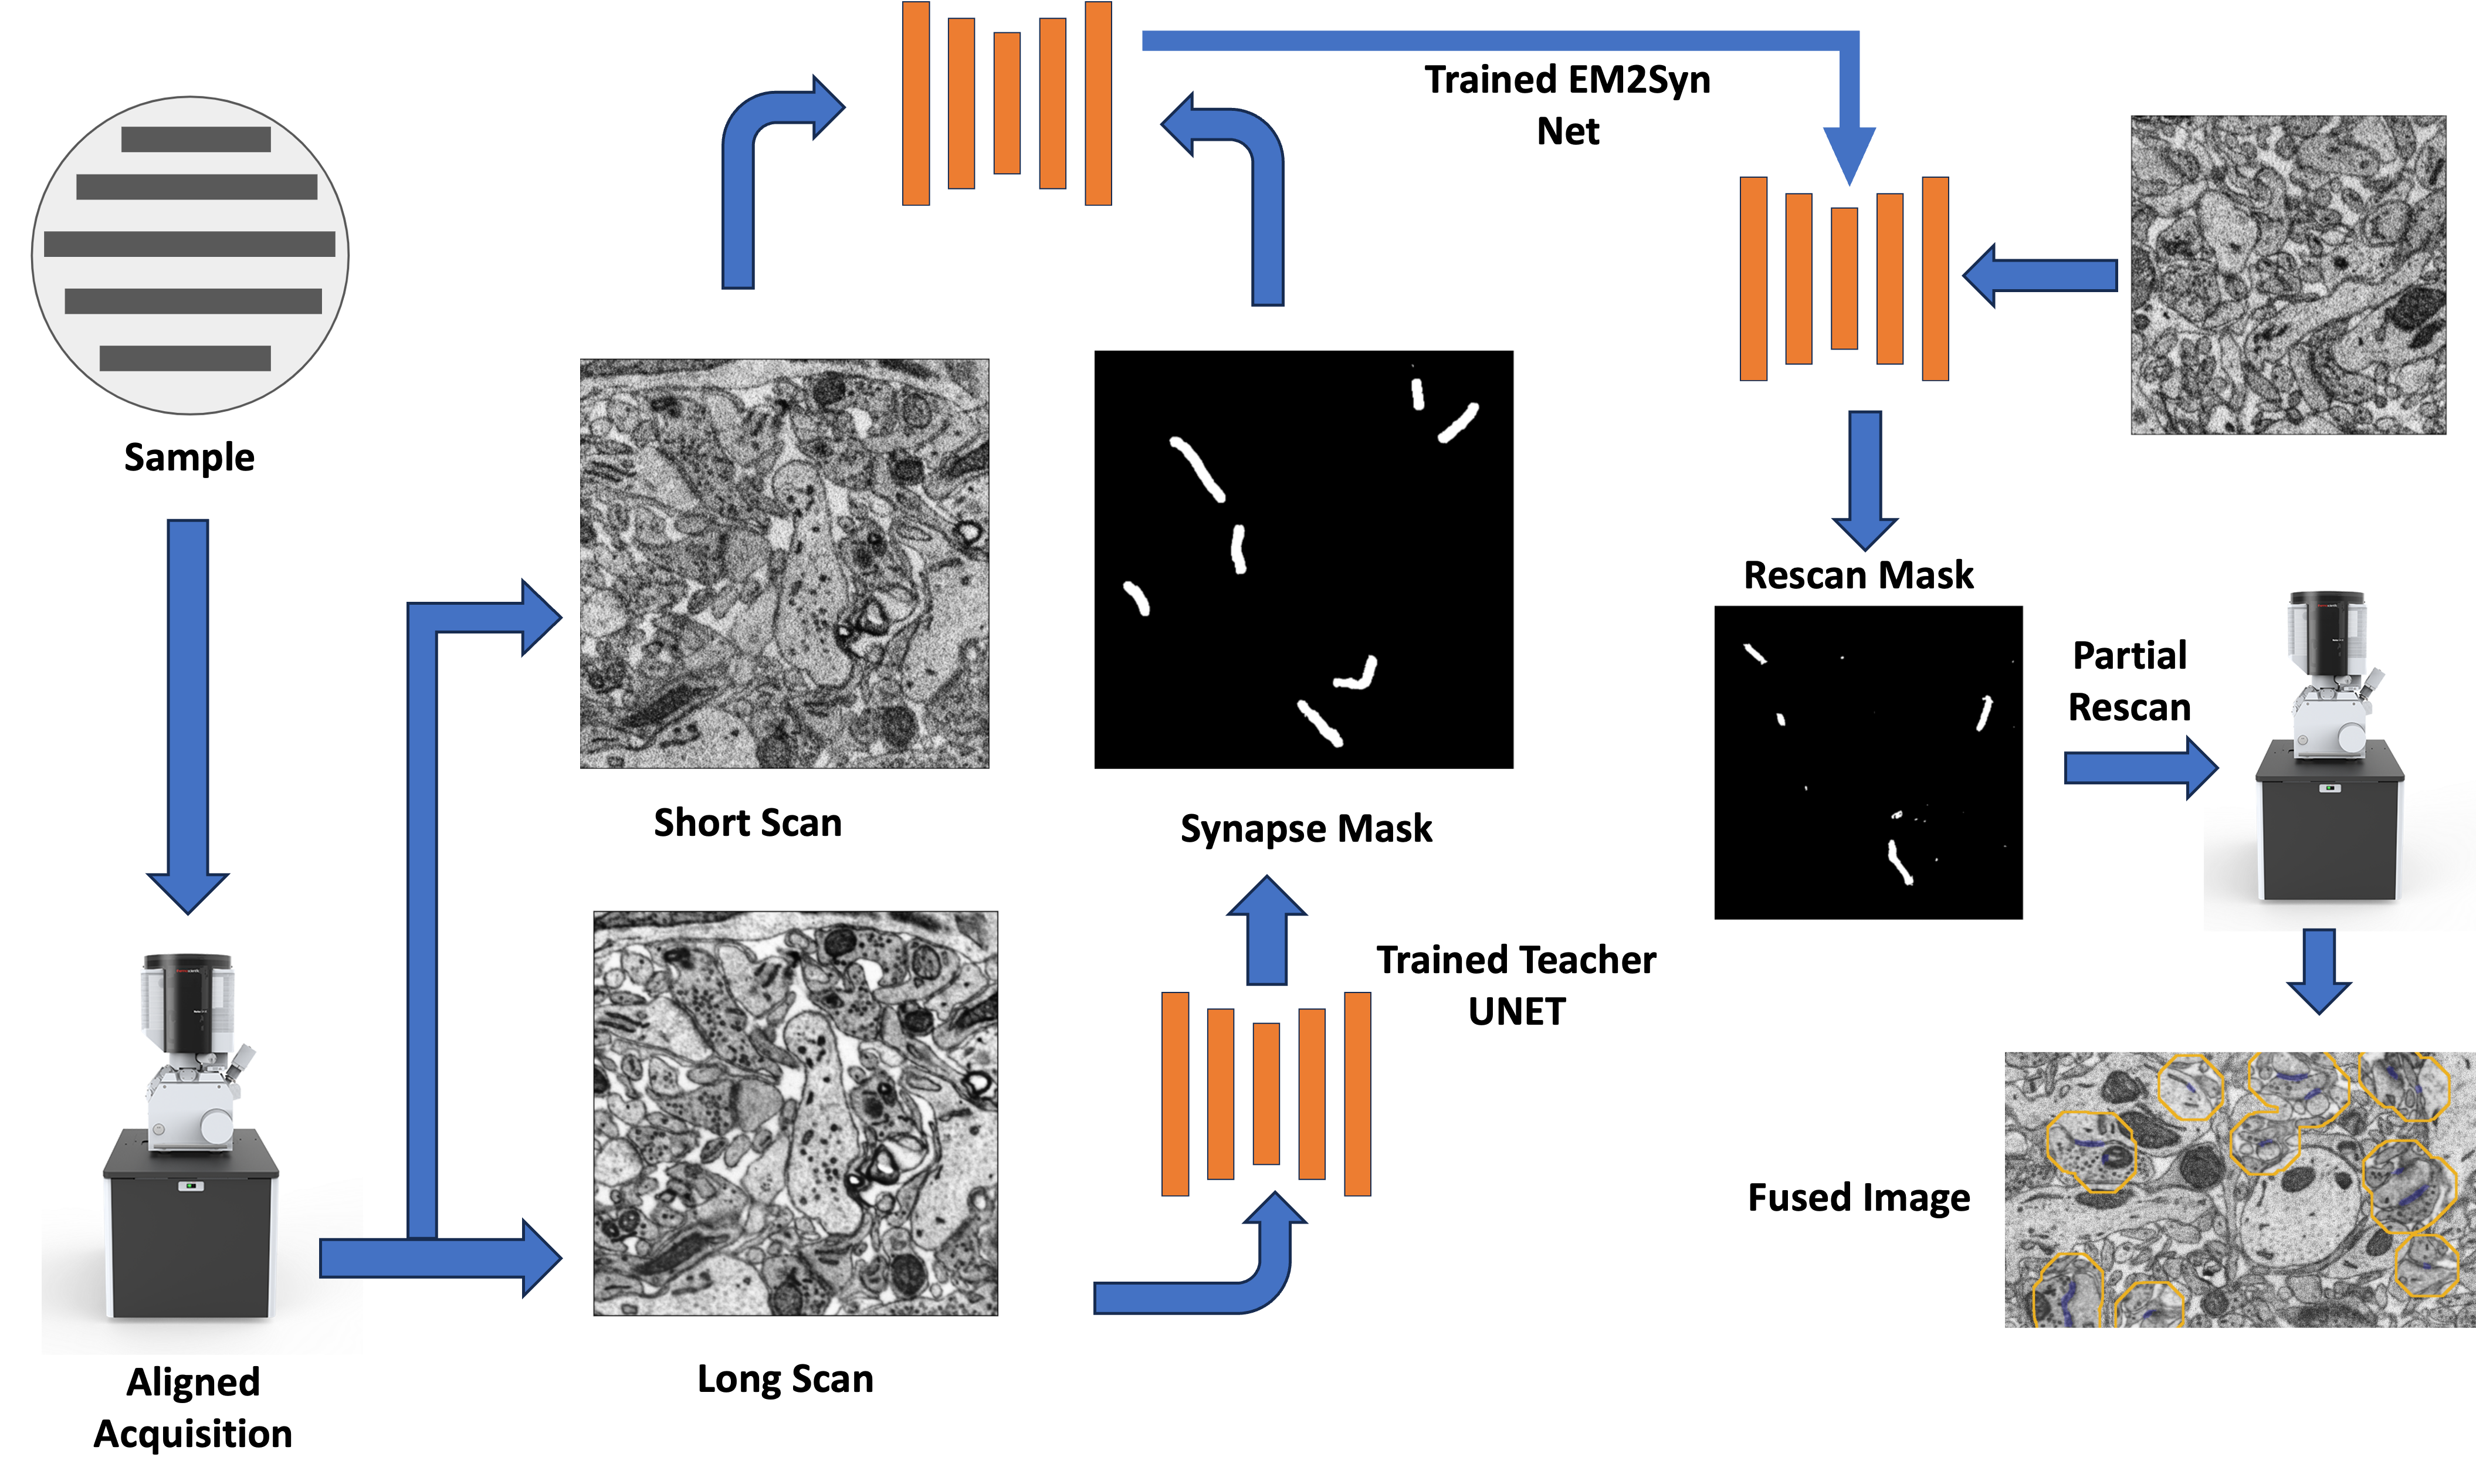 Trained EM2Syn
Net
Sample
Rescan Mask
Partial
Rescan
Short Scan
Synapse Mask
Trained Teacher
UNET
Fused Image
Long Scan
Aligned
Acquisition